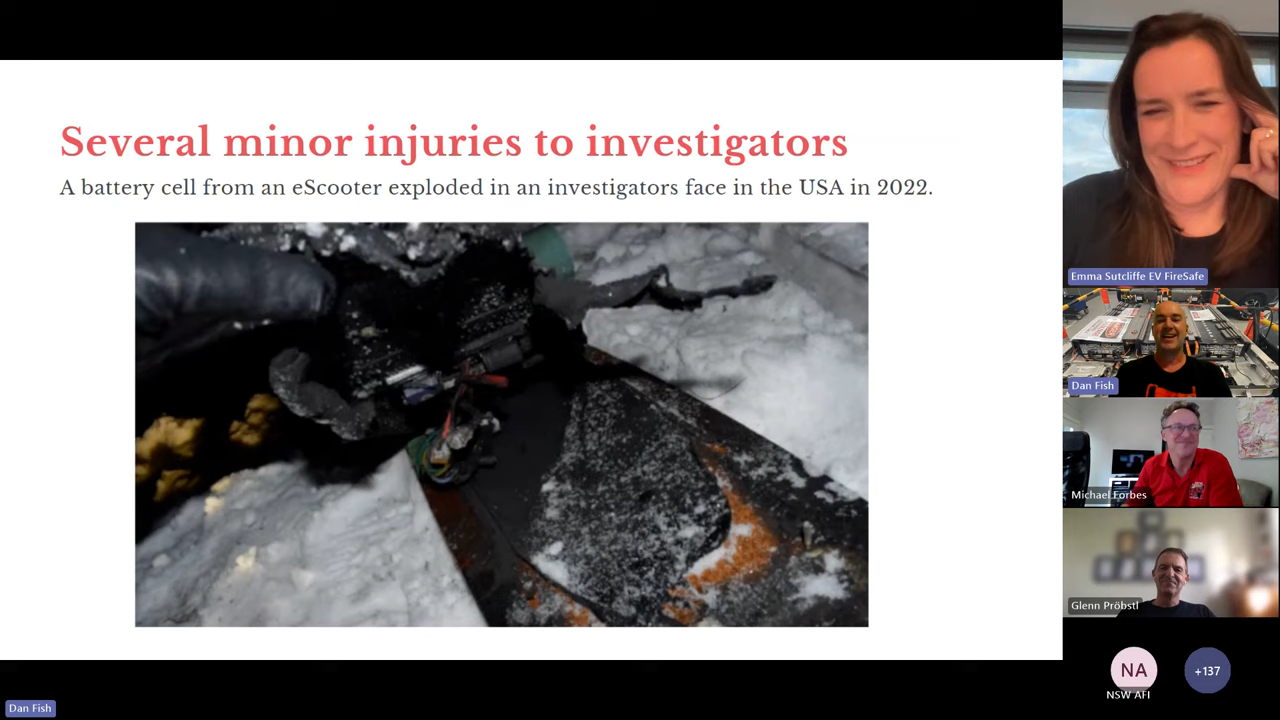 Several minor injuries to investigators
A battery cell from an eScooter exploded in an investigators face in the USA in 2022.
Emma Sutcliffe EV FireSafe
Dan Fish
Michael Forbes
Glenn Pröbstl
NA
NSW AFI
+137
Dan Fish